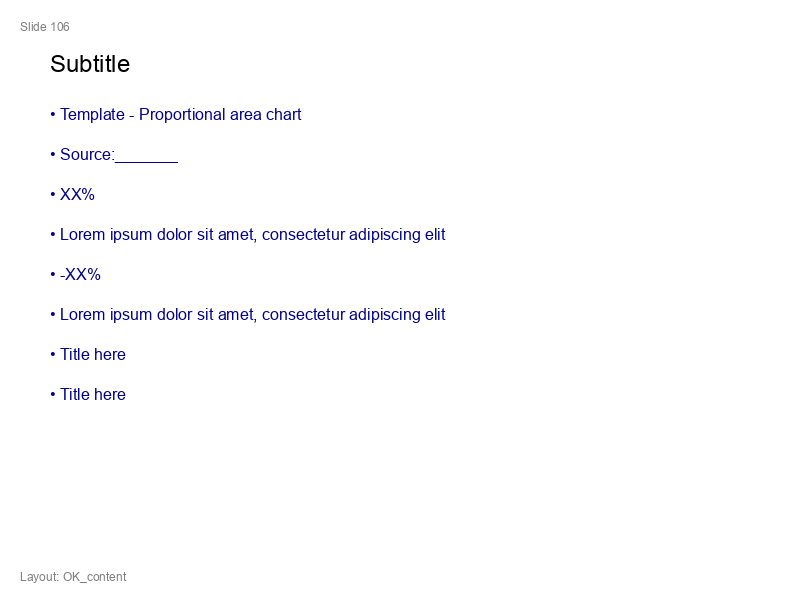 Slide 106
Subtitle
• Template - Proportional area chart
• Source:_______
• XX%
• Lorem ipsum dolor sit amet, consectetur adipiscing elit
• -XX%
• Lorem ipsum dolor sit amet, consectetur adipiscing elit
• Title here
• Title here
Layout: OK_content